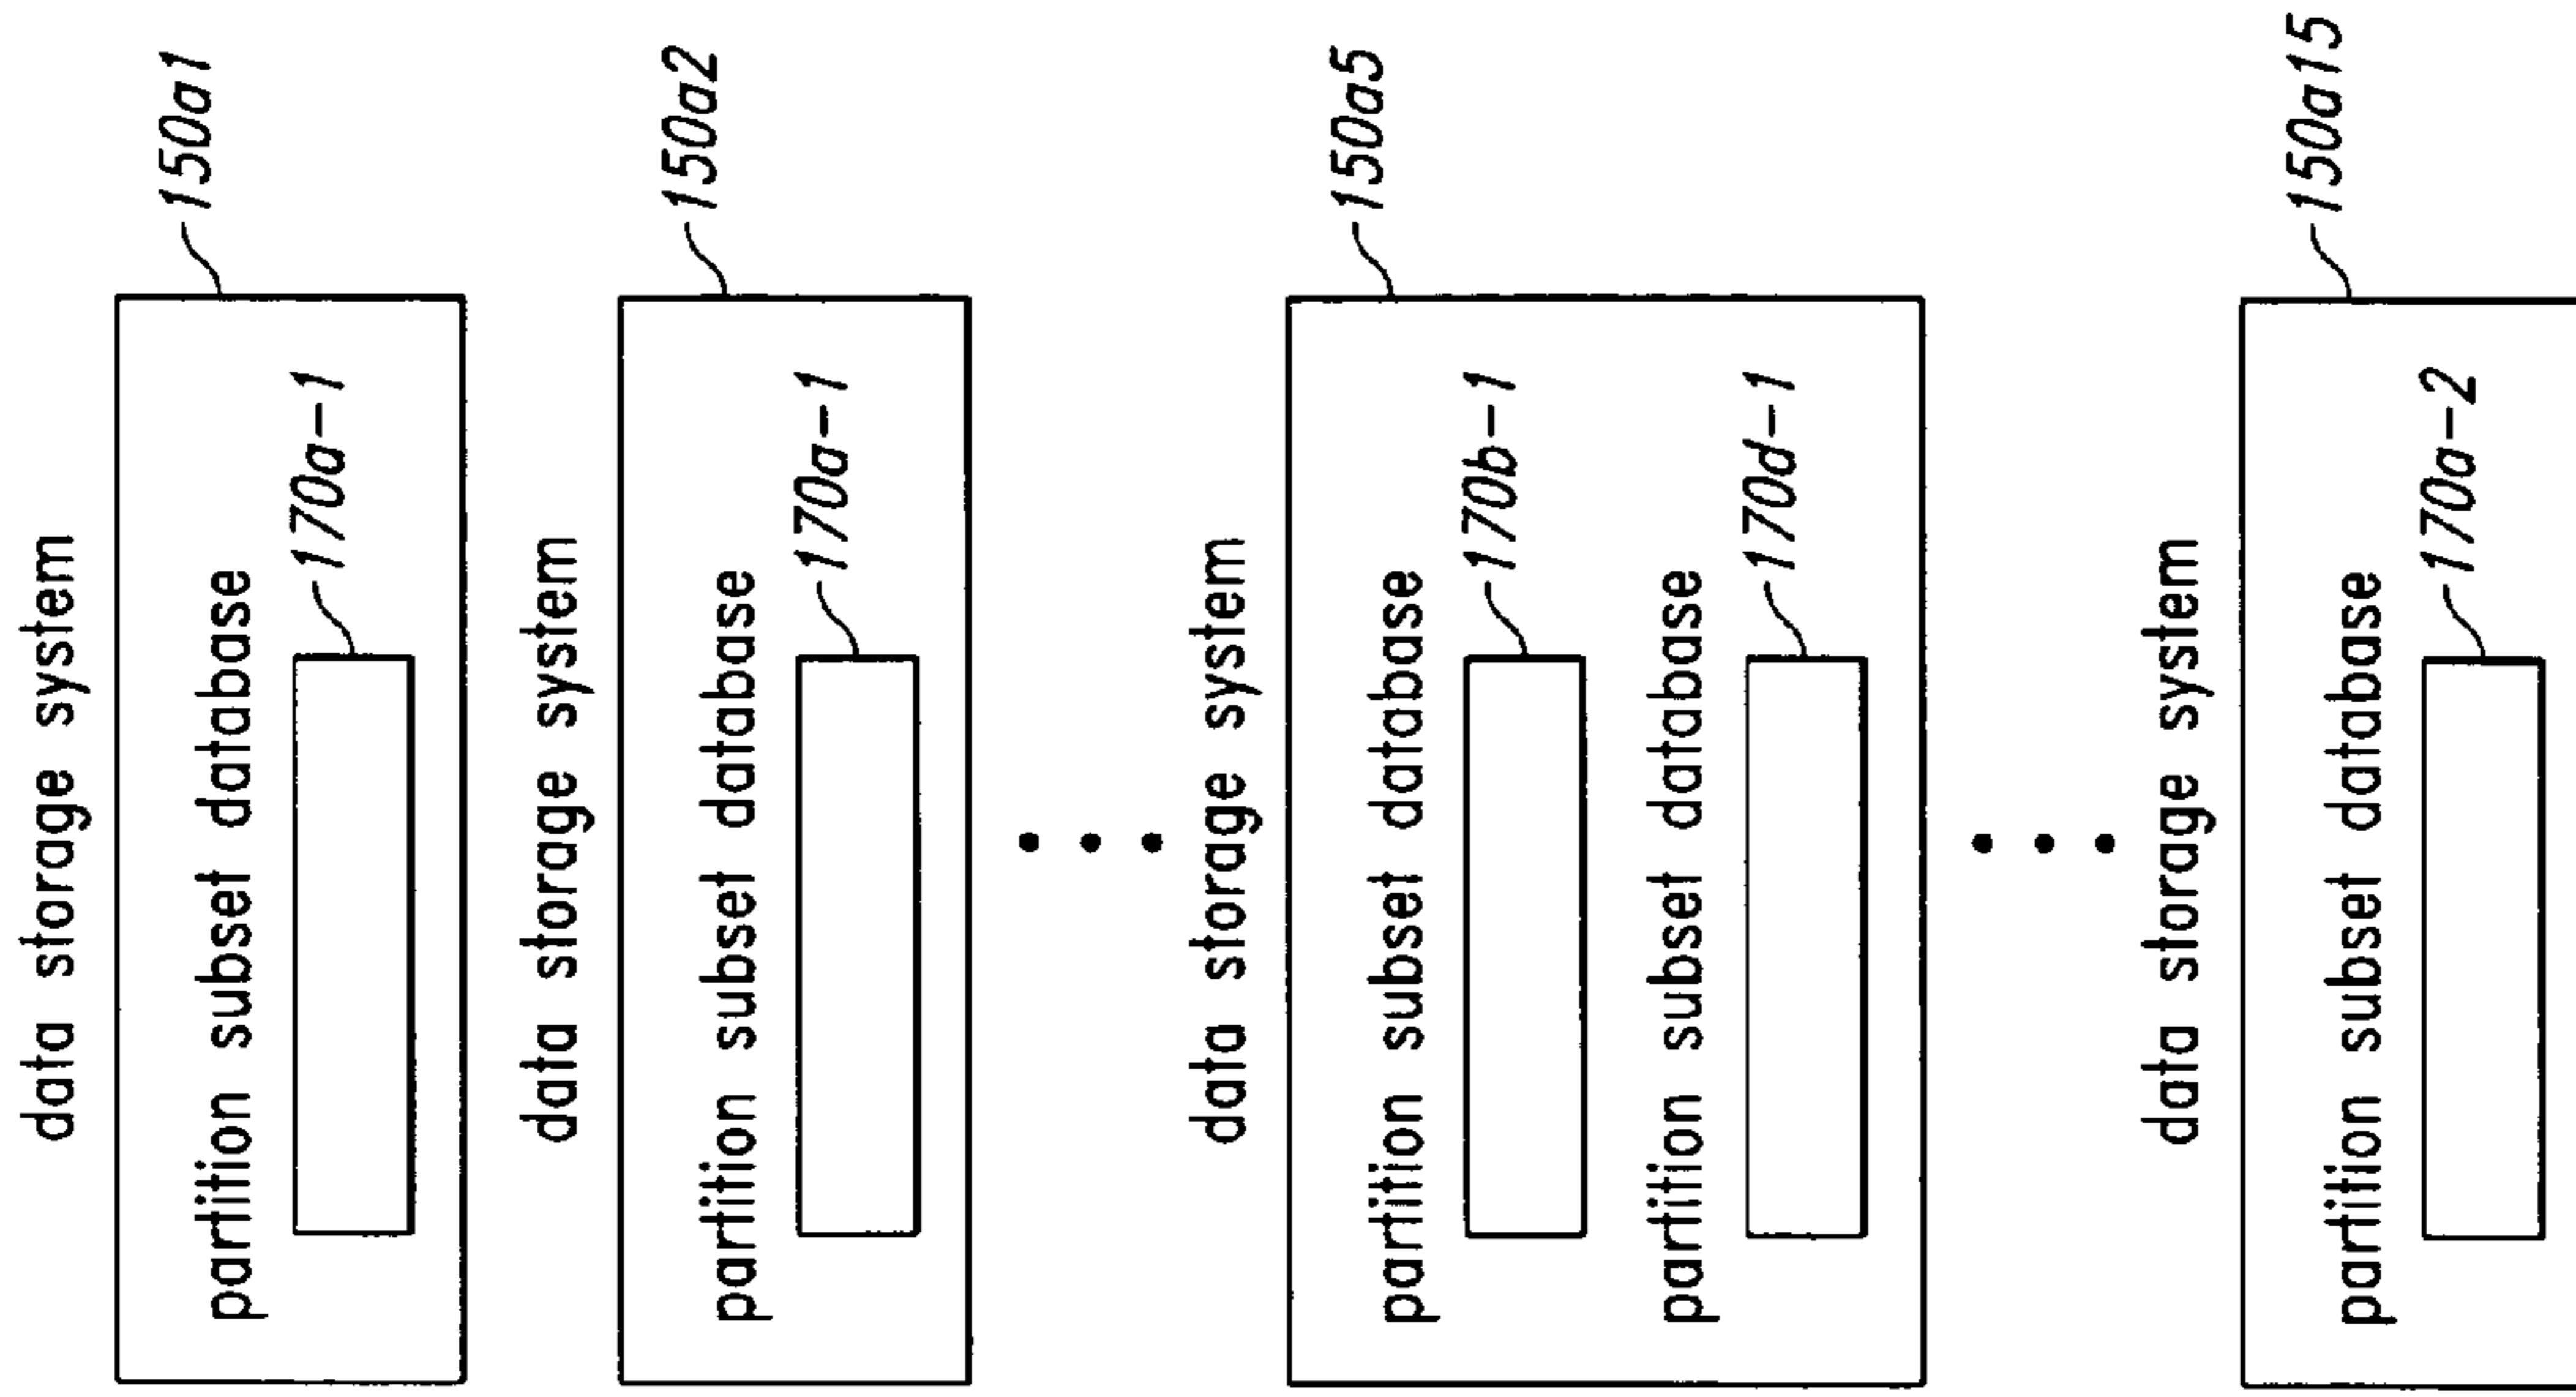 data storage system
150a1
partition subset database
170a-1
data storage system
150a2
partition subset database
170a-1
data storage system
150a5
partition subset database
170b-1
partition subset database
170d-1
data storage system
150a15
partition subset database
170a-2